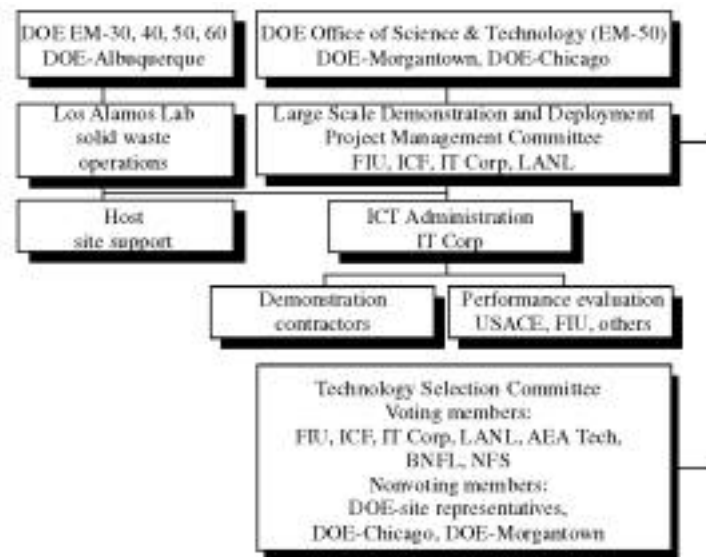 DOE EM-30, 40, 50, 60
DOE-Albuquerque
DOE Office of Science & Technology (EM-50)
DOE-Morgantown, DOE-Chicago
Los Alamos Lab
solid waste
operations
Large Scale Demonstration and Deployment
Project Management Committee
FIU, ICF, IT Corp, LANL
Host
site support
ICT Administration
IT Corp
Demonstration
contractors
Performance evaluation
USACE, FIU, others
Technology Selection Committee
Voting members:
FIU, ICF, IT Corp, LANL, AEA Tech,
BNFL, NFS
Nonvoting members:
DOE-site representatives,
DOE-Chicago, DOE-Morgantown